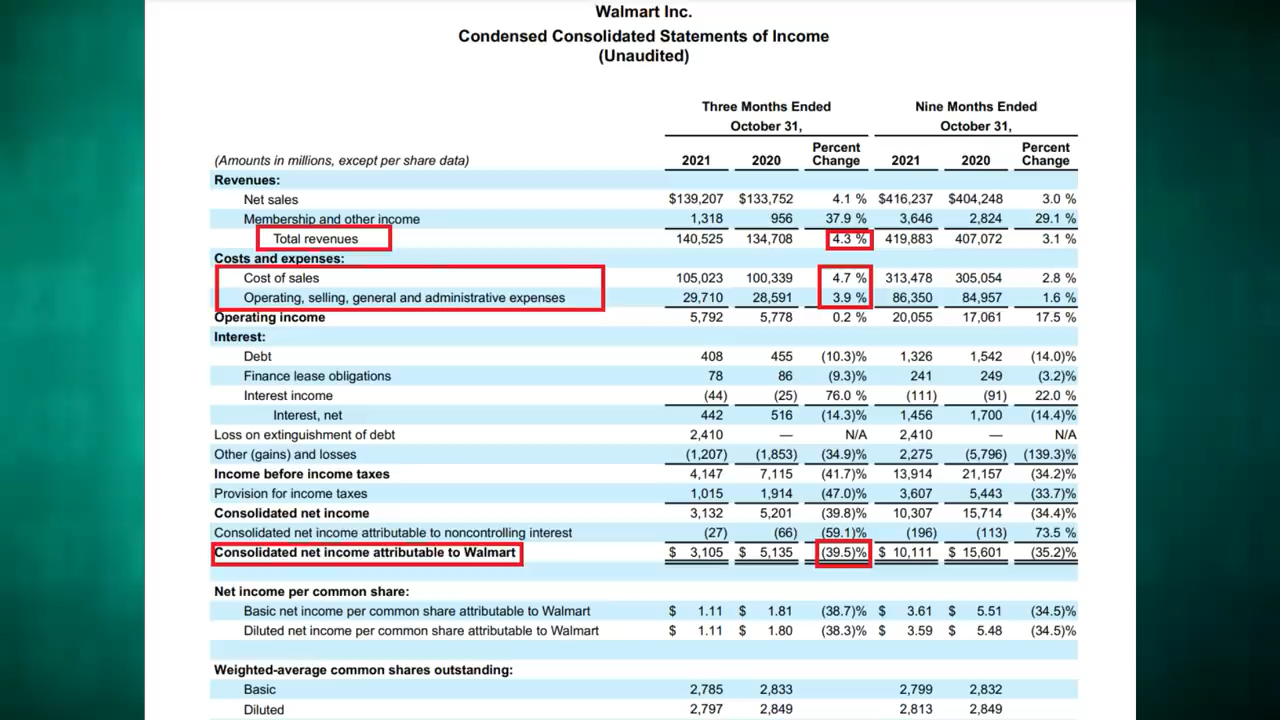 Walmart Inc.
Condensed Consolidated Statements of Income
(Unaudited)
Three Months Ended Nine Months Ended
October 31, October 31,
Percent Percent
(Amounts in millions, except per share data) 2021 2020 Change 2021 2020 Change
Revenues:
Net sales $139,207 $133,752 4.1 % $416,237 $404,248 3.0 %
Membership and other income 1,318 956 37.9 % 3,646 2,824 29.1 %
Total revenues 140,525 134,708 4.3 % 419,883 407,072 3.1 %
Costs and expenses:
Cost of sales 105,023 100,339 4.7 % 313,478 305,054 2.8 %
Operating, selling, general and administrative expenses 29,710 28,591 3.9 % 86,350 84,957 1.6 %
Operating income 5,792 5,778 0.2 % 20,055 17,061 17.5 %
Interest:
Debt 408 455 (10.3)% 1,326 1,542 (14.0)%
Finance lease obligations 78 86 (9.3)% 241 249 (3.2)%
Interest income (44) (25) 76.0 % (111) (91) 22.0 %
Interest, net 442 516 (14.3)% 1,456 1,700 (14.4)%
Loss on extinguishment of debt 2,410 — N/A 2,410 — N/A
Other (gains) and losses (1,207) (1,853) (34.9)% 2,275 (5,796) (139.3)%
Income before income taxes 4,147 7,115 (41.7)% 13,914 21,157 (34.2)%
Provision for income taxes 1,015 1,914 (47.0)% 3,607 5,443 (33.7)%
Consolidated net income 3,132 5,201 (39.8)% 10,307 15,714 (34.4)%
Consolidated net income attributable to noncontrolling interest (27) (66) (59.1)% (196) (113) 73.5 %
Consolidated net income attributable to Walmart $ 3,105 $ 5,135 (39.5)% $ 10,111 $ 15,601 (35.2)%
Net income per common share:
Basic net income per common share attributable to Walmart $ 1.11 $ 1.81 (38.7)% $ 3.61 $ 5.51 (34.5)%
Diluted net income per common share attributable to Walmart $ 1.11 $ 1.80 (38.3)% $ 3.59 $ 5.48 (34.5)%
Weighted-average common shares outstanding:
Basic 2,785 2,833 2,799 2,832
Diluted 2,797 2,849 2,813 2,849